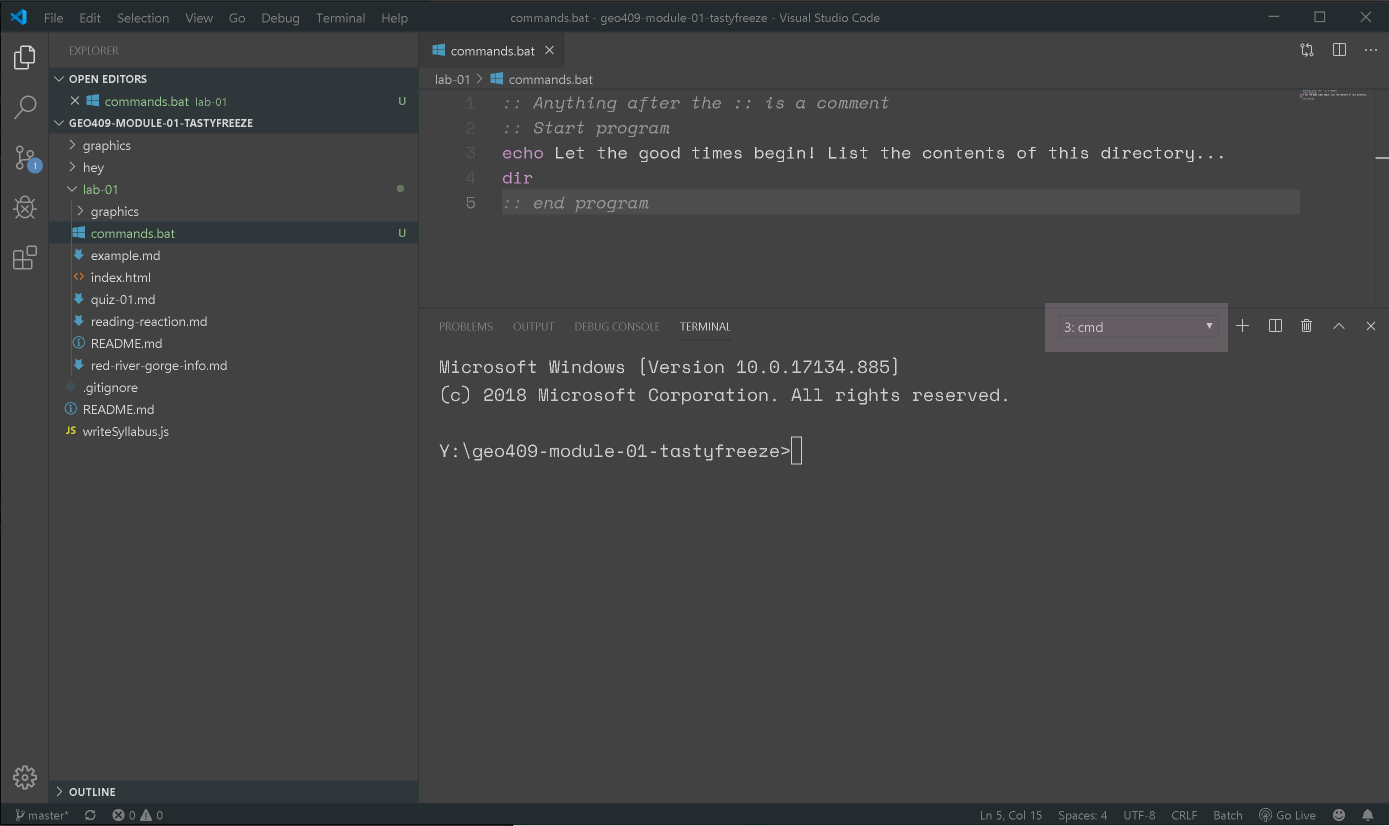 File Edit Selection View Go Debug Terminal Help
commands.bat - geo409-module-01-tastyfreeze - Visual Studio Code
EXPLORER
OPEN EDITORS
commands.bat lab-01 U
GEO409-MODULE-01-TASTYFREEZE
graphics
hey
lab-01
graphics
commands.bat U
example.md
index.html
quiz-01.md
reading-reaction.md
README.md
red-river-gorge-info.md
.gitignore
README.md
JS writeSyllabus.js
OUTLINE
1
commands.bat
lab-01 > commands.bat
1 :: Anything after the :: is a comment
2 :: Start program
3 echo Let the good times begin! List the contents of this directory...
4 dir
5 :: end program
PROBLEMS OUTPUT DEBUG CONSOLE TERMINAL
3: cmd
Microsoft Windows [Version 10.0.17134.885]
(c) 2018 Microsoft Corporation. All rights reserved.
Y:\geo409-module-01-tastyfreeze>
master* 0 0
Ln 5, Col 15 Spaces: 4 UTF-8 CRLF Batch Go Live